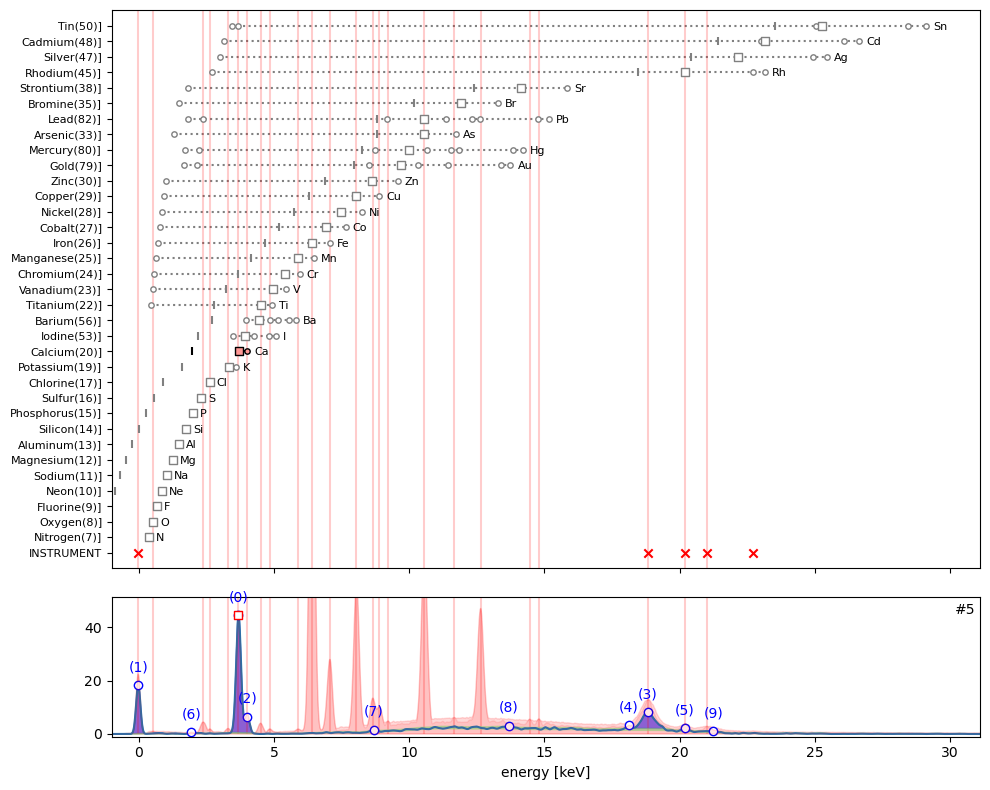 Tin(50)] Sn
Cadmium(48)] Cd
Silver(47)] Ag
Rhodium(45)] Rh
Strontium(38)] Sr
Bromine(35)] Br
Lead(82)] Pb
Arsenic(33)] As
Mercury(80)] Hg
Gold(79)] Au
Zinc(30)] Zn
Copper(29)] Cu
Nickel(28)] Ni
Cobalt(27)] Co
Iron(26)] Fe
Manganese(25)] Mn
Chromium(24)] Cr
Vanadium(23)] V
Titanium(22)] Ti
Barium(56)] Ba
Iodine(53)] I
Calcium(20)] Ca
Potassium(19)] K
Chlorine(17)] Cl
Sulfur(16)] S
Phosphorus(15)] P
Silicon(14)] Si
Aluminum(13)] Al
Magnesium(12)] Mg
Sodium(11)] Na
Neon(10)] Ne
Fluorine(9)] F
Oxygen(8)] O
Nitrogen(7)] N
INSTRUMENT
#5
(0)
(1)
(2)
(3)
(4)
(5)
(6)
(7)
(8)
(9)
40
20
0
0 5 10 15 20 25 30
energy [keV]